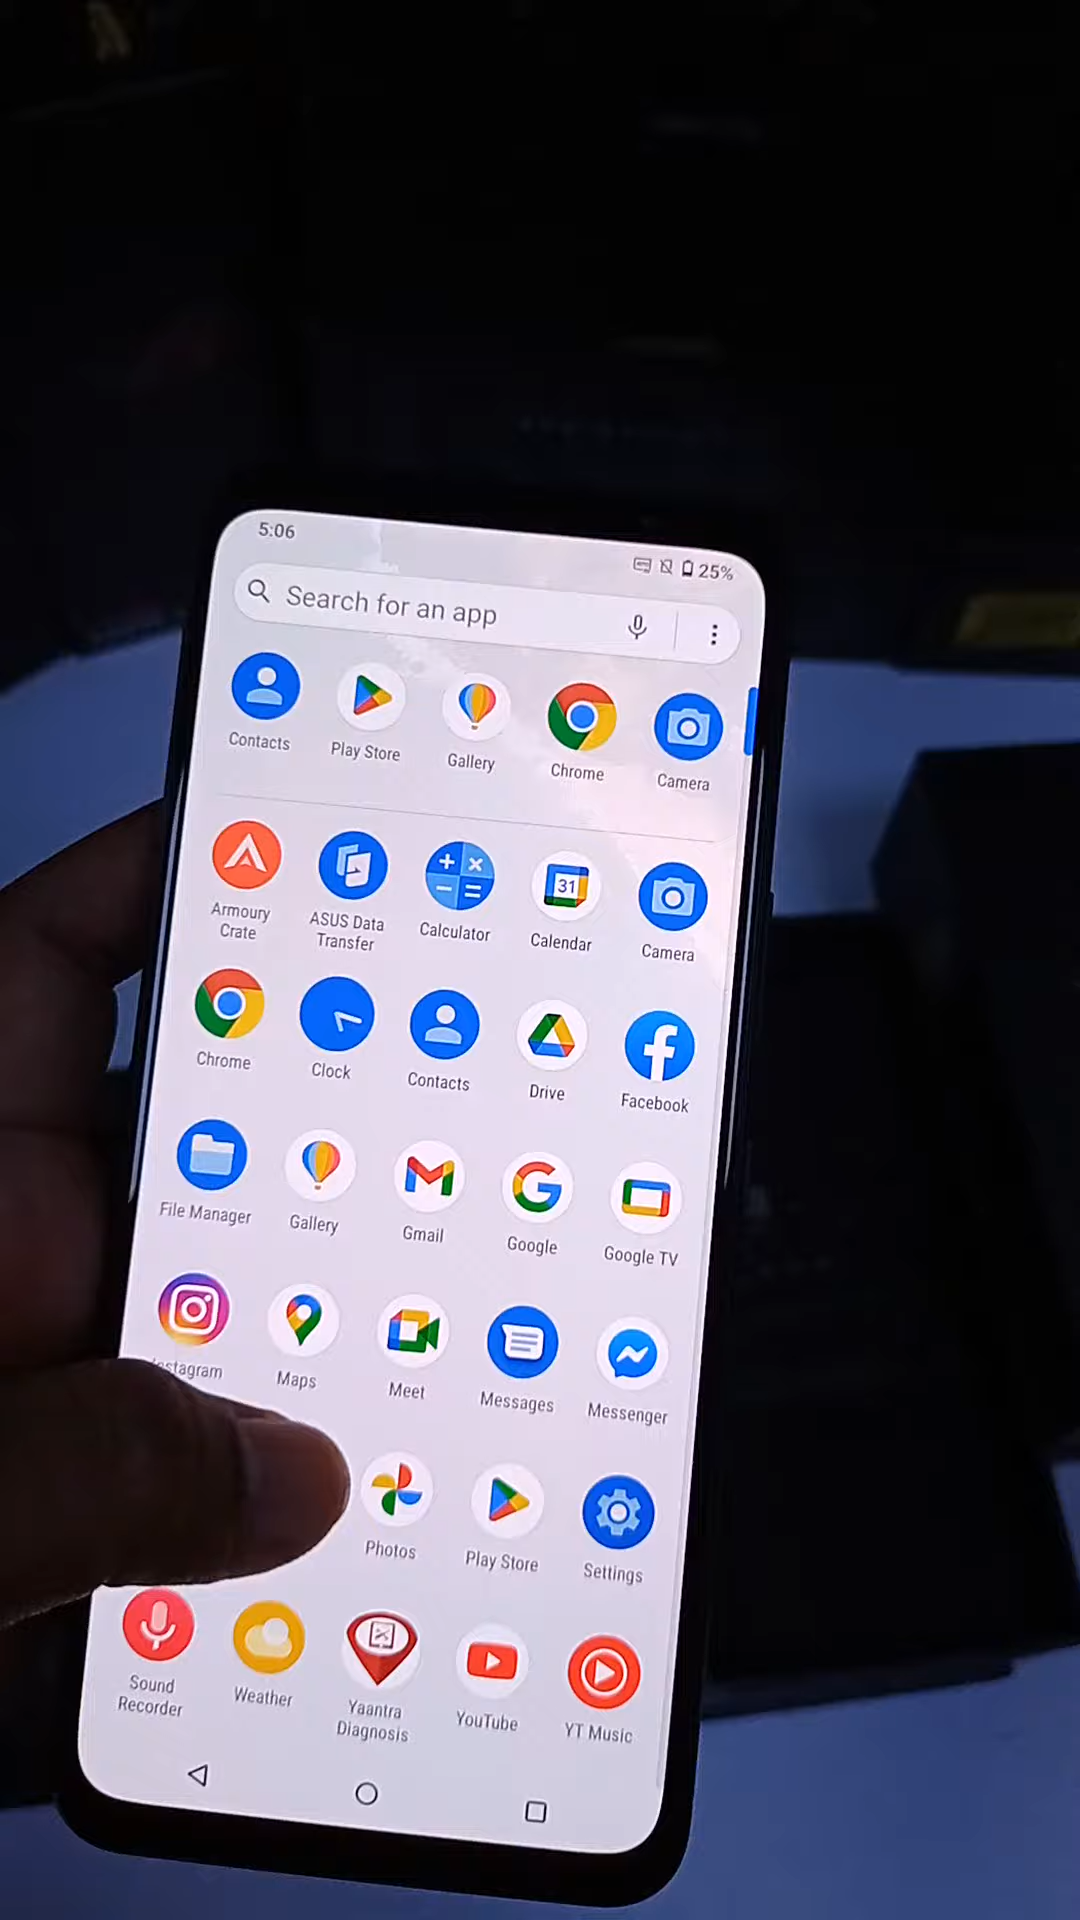 5:06
25%
Search for an app
Contacts
Play Store
Gallery
Chrome
Camera
Armoury
Crate
ASUS Data
Transfer
Calculator
31
Calendar
Camera
Chrome
Clock
Contacts
Drive
Facebook
File Manager
Gallery
Gmail
Google
Google TV
stagram
Maps
Meet
Messages
Messenger
Photos
Play Store
Settings
Sound
Recorder
Weather
Yaantra
Diagnosis
YouTube
YT Music